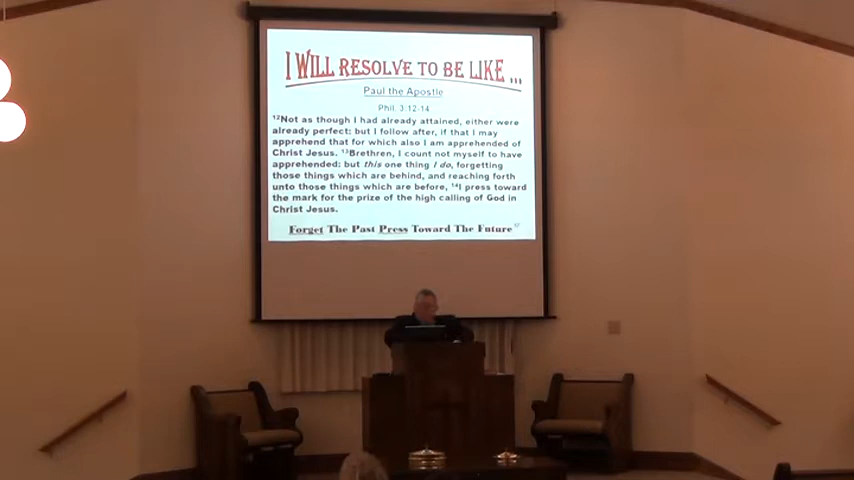 I WILL RESOLVE TO BE LIKE ...
Paul the Apostle
Phil. 3:12-14
12Not as though I had already attained, either were
already perfect: but I follow after, if that I may
apprehend that for which also I am apprehended of
Christ Jesus. 13Brethren, I count not myself to have
apprehended: but this one thing I do, forgetting
those things which are behind, and reaching forth
unto those things which are before, 14I press toward
the mark for the prize of the high calling of God in
Christ Jesus.
Forget The Past Press Toward The Future